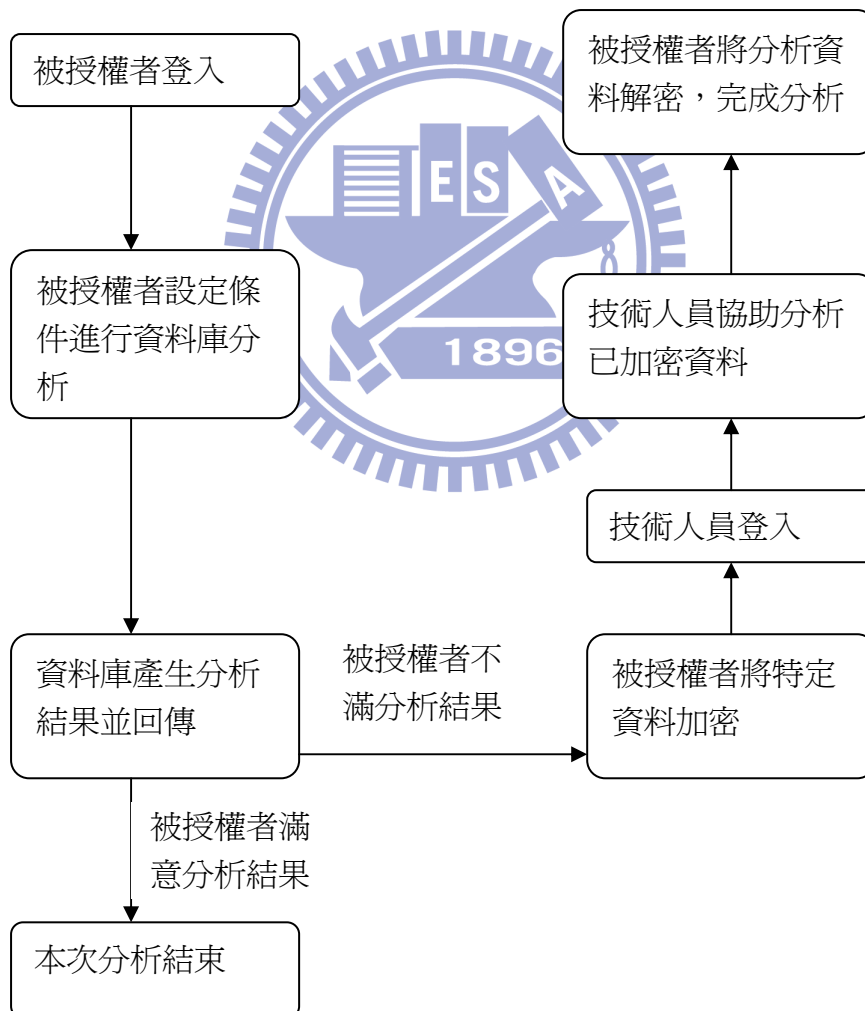 被授權者登入
被授權者設定條
件進行資料庫分
析
資料庫產生分析
結果並回傳
被授權者滿
意分析結果
本次分析結束
被授權者不
滿分析結果
被授權者將特定
資料加密
技術人員登入
技術人員協助分析
已加密資料
被授權者將分析資
料解密，完成分析
E S A
1896